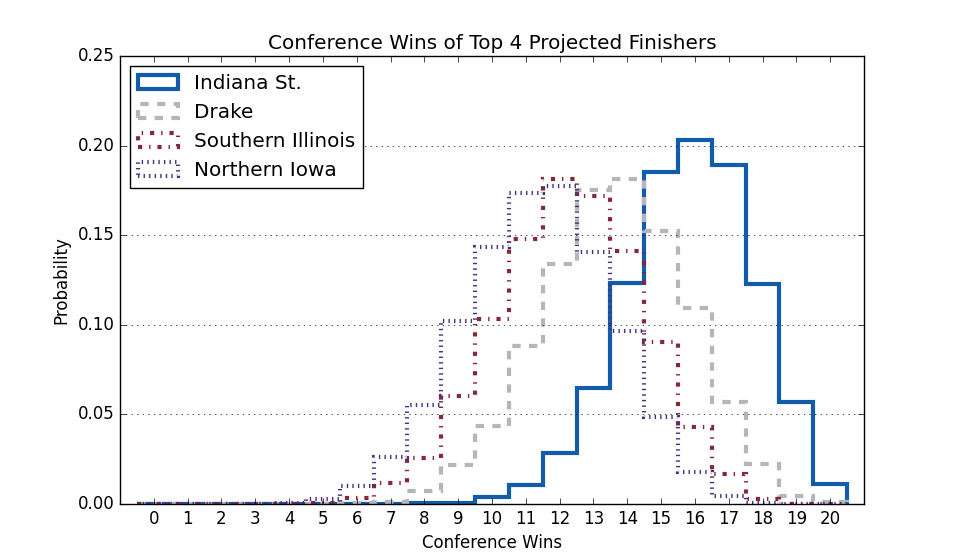 Conference Wins of Top 4 Projected Finishers
0.25
Indiana St.
Drake
Southern Illinois
Northern Iowa
0.20
0.15
Probability
0.10
0.05
0.00
0 1 2 3 4 5 6 7 8 9 10 11 12 13 14 15 16 17 18 19 20
Conference Wins